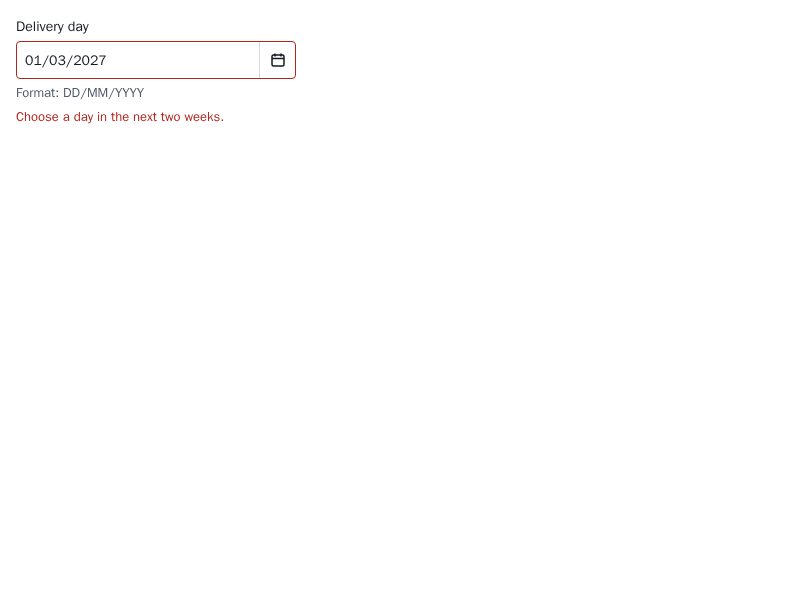 Delivery day
01/03/2027
Format: DD/MM/YYYY
Choose a day in the next two weeks.